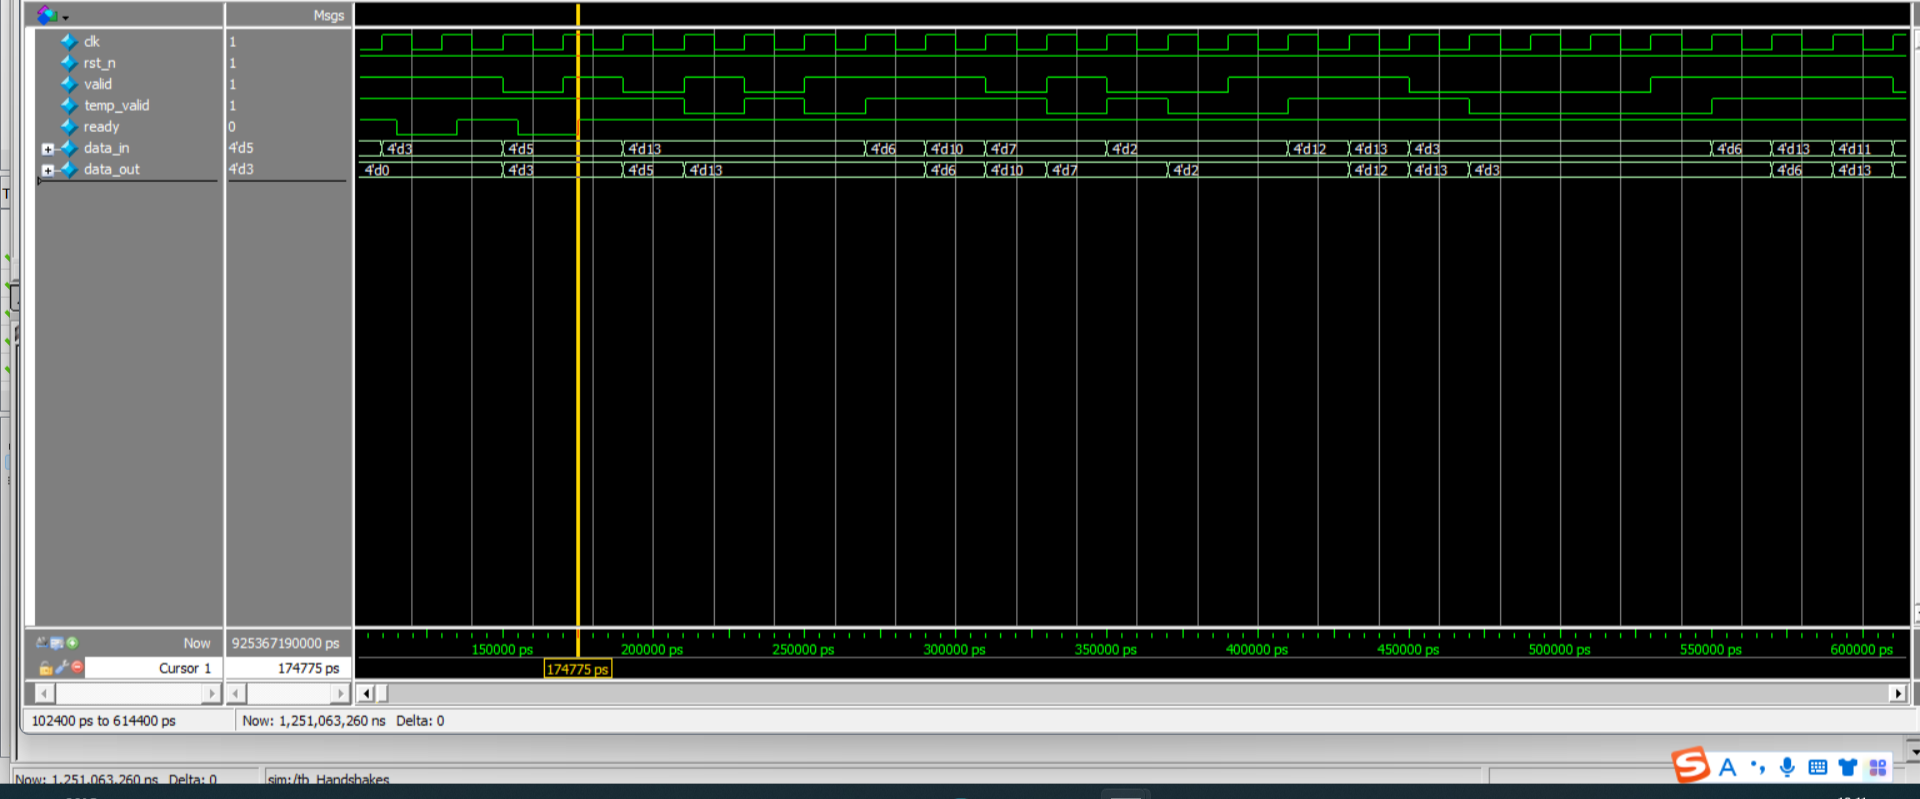 Msgs
clk 1
rst_n 1
valid 1
temp_valid 1
ready 0
data_in 4'd5 4'd3 4'd5 4'd13 4'd6 4'd10 4'd7 4'd2 4'd12 4'd13 4'd3 4'd6 4'd13 4'd11
data_out 4'd3 4'd0 4'd3 4'd5 4'd13 4'd6 4'd10 4'd7 4'd2 4'd12 4'd13 4'd3 4'd6 4'd13
T
Now 925367190000 ps 150000 ps 200000 ps 250000 ps 300000 ps 350000 ps 400000 ps 450000 ps 500000 ps 550000 ps 600000 ps
Cursor 1 174775 ps 174775 ps
102400 ps to 614400 ps Now: 1,251,063,260 ns Delta: 0
S A
Now: 1,251,063,260 ns Delta: 0 sim:/tb_Handshakes